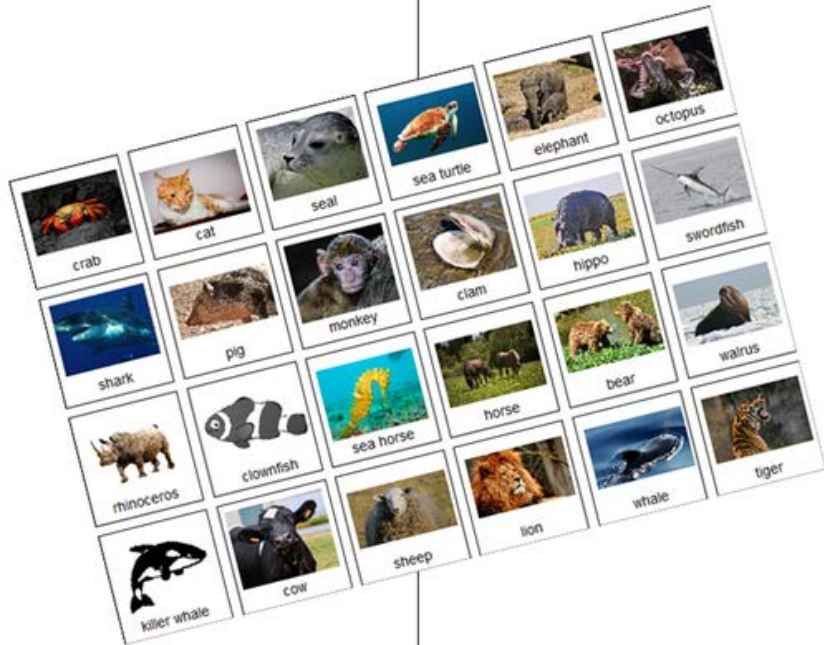 crab
cat
seal
sea turtle
elephant
octopus
shark
pig
monkey
clam
hippo
swordfish
rhinoceros
clownfish
sea horse
horse
bear
walrus
killer whale
cow
sheep
lion
whale
tiger